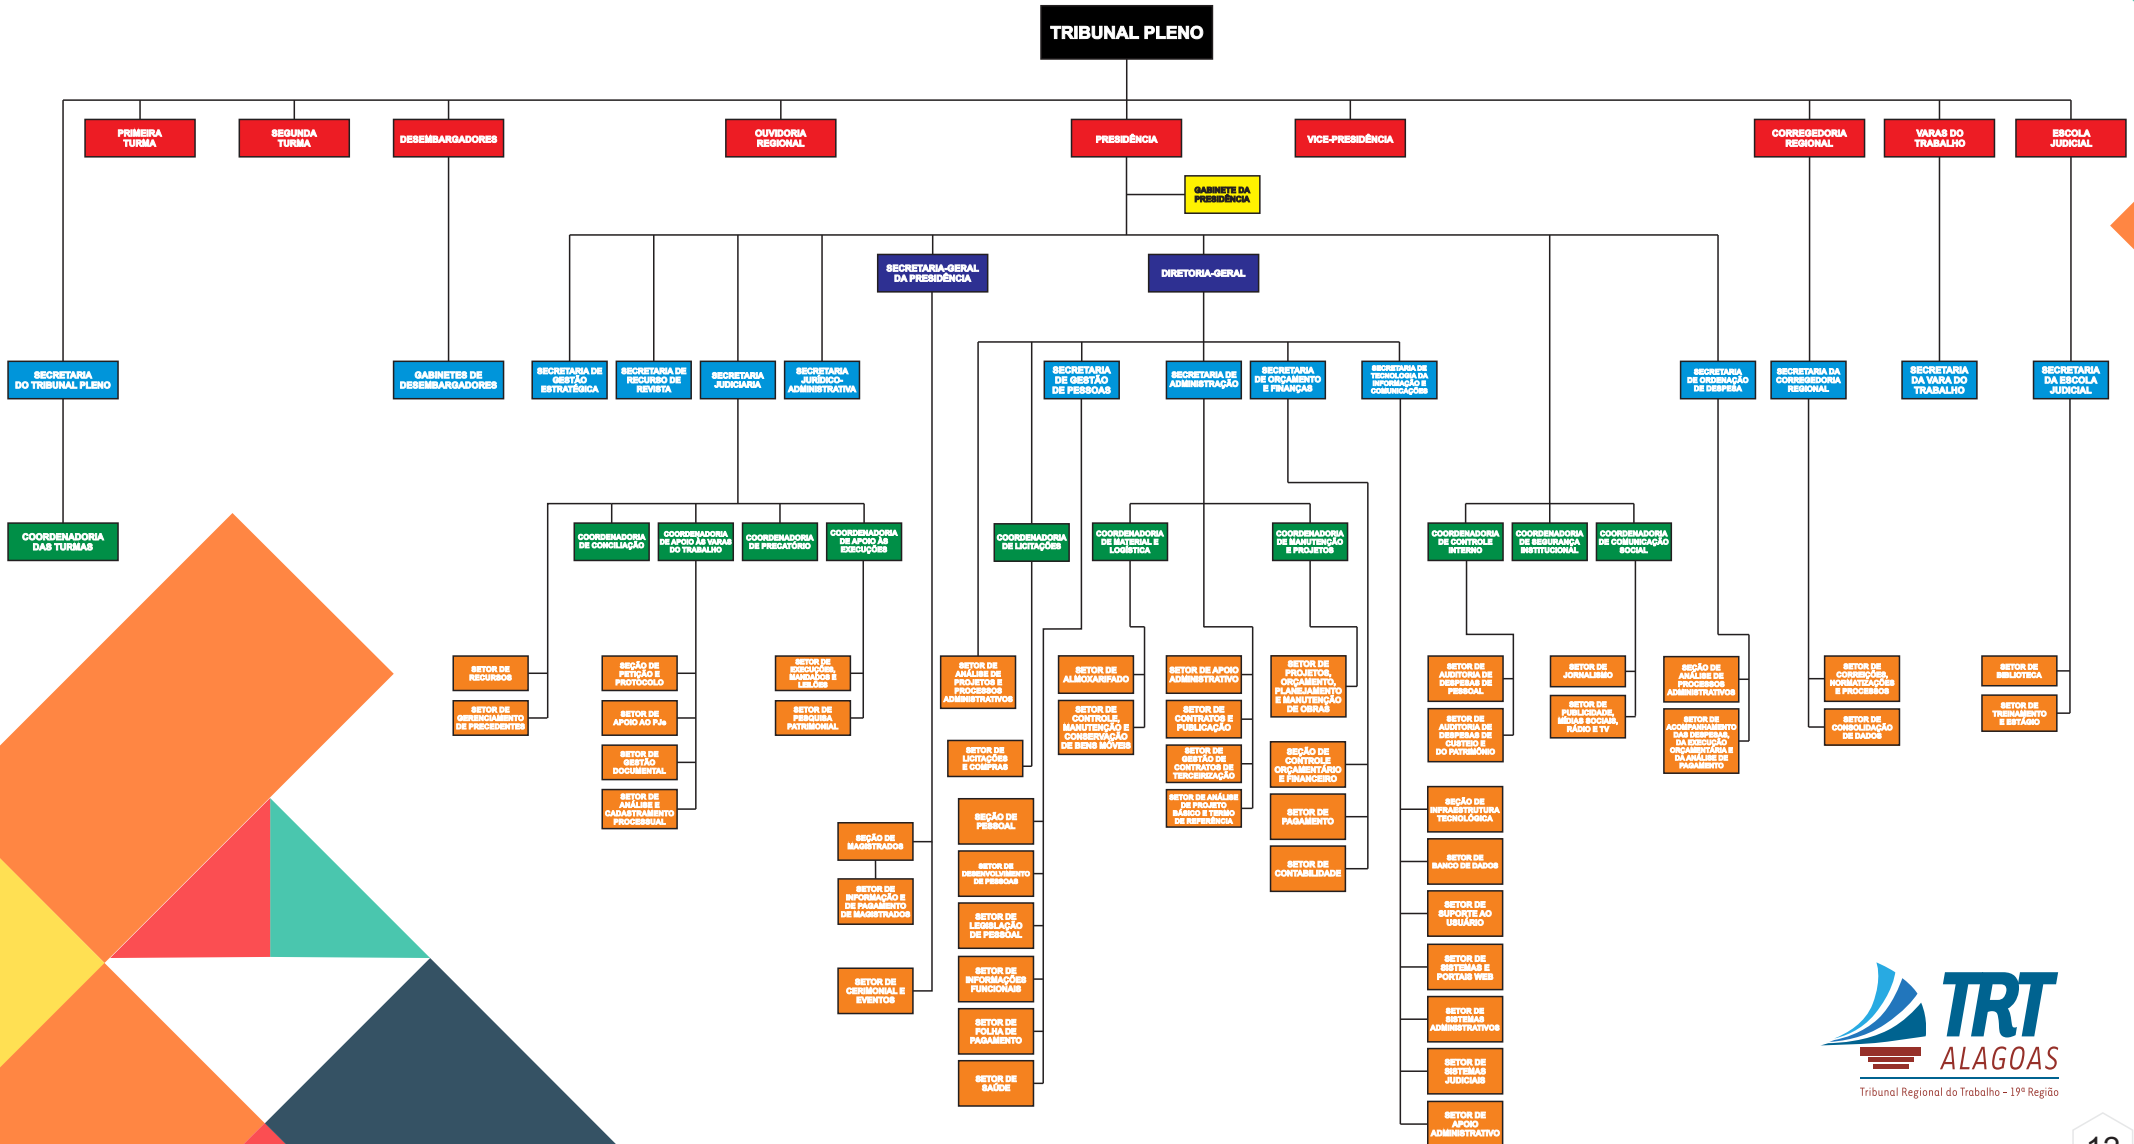 TRIBUNAL PLENO
PRIMEIRA
TURMA
SEGUNDA
TURMA
DESEMBARGADORES
OUVIDORIA
REGIONAL
PRESIDÊNCIA
VICE-PRESIDÊNCIA
CORREGEDORIA
REGIONAL
VARAS DO
TRABALHO
ESCOLA
JUDICIAL
GABINETE DA
PRESIDÊNCIA
SECRETARIA-GERAL
DA PRESIDÊNCIA
DIRETORIA-GERAL
SECRETARIA
DO TRIBUNAL PLENO
GABINETES DE
DESEMBARGADORES
SECRETARIA DE
GESTÃO
ESTRATÉGICA
SECRETARIA DE
RECURSO DE
REVISTA
SECRETARIA
JUDICIARIA
SECRETARIA
JURÍDICO-
ADMINISTRATIVA
SECRETARIA
DE GESTÃO
DE PESSOAS
SECRETARIA DE
ADMINISTRAÇÃO
SECRETARIA
DE ORÇAMENTO
E FINANÇAS
SECRETARIA DE
TECNOLOGIA DA
INFORMAÇÃO E
COMUNICAÇÕES
SECRETARIA
DE ORDENAÇÃO
DE DESPESA
SECRETARIA DA
CORREGEDORIA
REGIONAL
SECRETARIA
DA VARA DO
TRABALHO
SECRETARIA
DA ESCOLA
JUDICIAL
COORDENADORIA
DAS TURMAS
COORDENADORIA
DE CONCILIAÇÃO
COORDENADORIA
DE APOIO ÀS VARAS
DO TRABALHO
COORDENADORIA
DE PRECATÓRIO
COORDENADORIA
DE APOIO ÀS
EXECUÇÕES
COORDENADORIA
DE LICITAÇÕES
COORDENADORIA
DE MATERIAL E
LOGÍSTICA
COORDENADORIA
DE MANUTENÇÃO
E PROJETOS
COORDENADORIA
DE CONTROLE
INTERNO
COORDENADORIA
DE SEGURANÇA
INSTITUCIONAL
COORDENADORIA
DE COMUNICAÇÃO
SOCIAL
SETOR DE
RECURSOS
SETOR DE
GERENCIAMENTO
DE PRECEDENTES
SEÇÃO DE
PETIÇÃO E
PROTÓCOLO
SETOR DE
APOIO AO PJe
SETOR DE
GESTÃO
DOCUMENTAL
SETOR DE
ANÁLISE E
CADASTRAMENTO
PROCESSUAL
SETOR DE
EXECUÇÕES,
MANDADOS E
LEILÕES
SETOR DE
PESQUISA
PATRIMONIAL
SEÇÃO DE
MAGISTRADOS
SETOR DE
INFORMAÇÃO E
DE PAGAMENTO
DE MAGISTRADOS
SETOR DE
CERIMONIAL E
EVENTOS
SETOR DE
ANÁLISE DE
PROJETOS E
PROCESSOS
ADMINISTRATIVOS
SETOR DE
LICITAÇÕES
E COMPRAS
SEÇÃO DE
PESSOAL
SETOR DE
DESENVOLVIMENTO
DE PESSOAS
SETOR DE
LEGISLAÇÃO
DE PESSOAL
SETOR DE
INFORMAÇÕES
FUNCIONAIS
SETOR DE
FOLHA DE
PAGAMENTO
SETOR DE
SAÚDE
SETOR DE
ALMOXARIFADO
SETOR DE
CONTROLE,
MANUTENÇÃO E
CONSERVAÇÃO
DE BENS MÓVEIS
SETOR DE APOIO
ADMINISTRATIVO
SETOR DE
CONTRATOS E
PUBLICAÇÃO
SETOR DE
GESTÃO DE
CONTRATOS DE
TERCEIRIZAÇÃO
SETOR DE ANÁLISE
DE PROJETO
BÁSICO E TERMO
DE REFERÊNCIA
SETOR DE
PROJETOS,
ORÇAMENTO,
PLANEJAMENTO
E MANUTENÇÃO
DE OBRAS
SEÇÃO DE
CONTROLE
ORÇAMENTÁRIO
E FINANCEIRO
SETOR DE
PAGAMENTO
SETOR DE
CONTABILIDADE
SETOR DE
AUDITORIA DE
DESPESAS DE
PESSOAL
SETOR DE
AUDITORIA DE
DESPESAS DE
CUSTEIO E
DO PATRIMÔNIO
SEÇÃO DE
INFRAESTRUTURA
TECNOLÓGICA
SETOR DE
BANCO DE DADOS
SETOR DE
SUPORTE AO
USUÁRIO
SETOR DE
SISTEMAS E
PORTAIS WEB
SETOR DE
SISTEMAS
ADMINISTRATIVOS
SETOR DE
SISTEMAS
JUDICIAIS
SETOR DE
APOIO
ADMINISTRATIVO
SETOR DE
JORNALISMO
SETOR DE
PUBLICIDADE,
MÍDIAS SOCIAIS,
RÁDIO E TV
SEÇÃO DE
ANÁLISE DE
PROCESSOS
ADMINISTRATIVOS
SETOR DE
ACOMPANHAMENTO
DAS DESPESAS,
DA EXECUÇÃO
ORÇAMENTÁRIA E
DA ANÁLISE DE
PAGAMENTO
SETOR DE
CORREIÇÕES,
NORMATIZAÇÕES
E PROCESSOS
SETOR DE
CONSOLIDAÇÃO
DE DADOS
SETOR DE
BIBLIOTECA
SETOR DE
TREINAMENTO
E ESTÁGIO
TRT
ALAGOAS
Tribunal Regional do Trabalho - 19ª Região